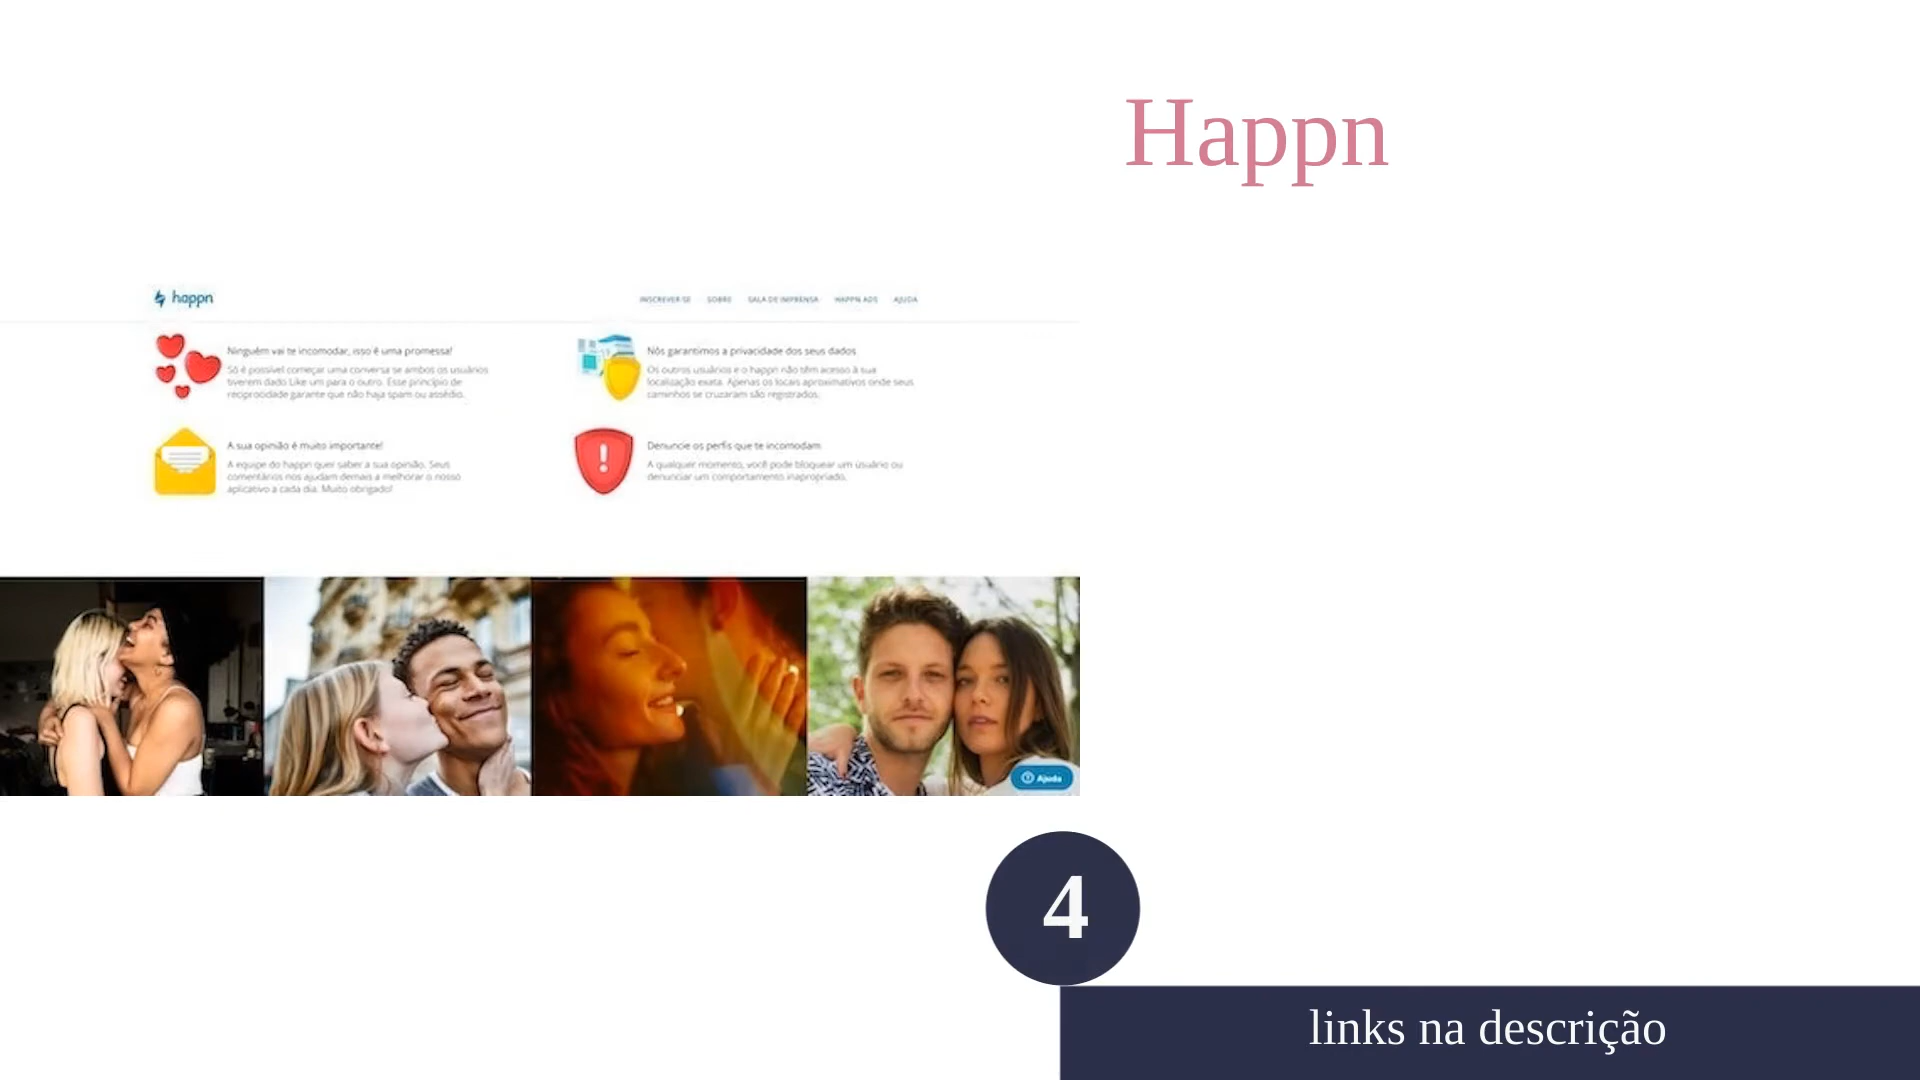 Happn
happn
INSCREVER-SE SOBRE SALA DE IMPRENSA HAPPN ADS AJUDA
Ninguém vai te incomodar, isso é uma promessa!
Só é possível começar uma conversa se ambos os usuários
tiverem dado Like um para o outro. Esse princípio de
reciprocidade garante que não haja spam ou assédio.
Nós garantimos a privacidade dos seus dados
Os outros usuários e o happn não têm acesso à sua
localização exata. Apenas os locais aproximativos onde seus
caminhos se cruzaram são registrados.
A sua opinião é muito importante!
A equipe do happn quer saber a sua opinião. Seus
comentários nos ajudam demais a melhorar o nosso
aplicativo a cada dia. Muito obrigado!
Denuncie os perfis que te incomodam
A qualquer momento, você pode bloquear um usuário ou
denunciar um comportamento inapropriado.
Ajuda
4
links na descrição